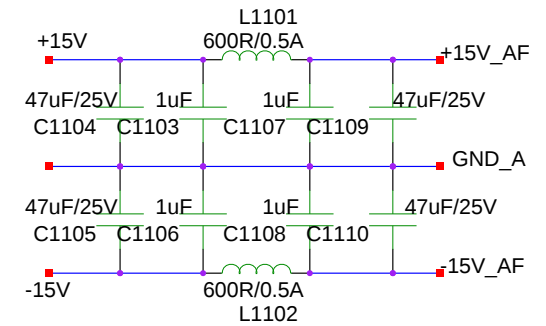 L1101
+15V
600R/0.5A
+15V_AF
47uF/25V 1uF 1uF 47uF/25V
C1104 C1103 C1107 C1109
GND_A
47uF/25V 1uF 1uF 47uF/25V
C1105 C1106 C1108 C1110
-15V_AF
-15V
600R/0.5A
L1102